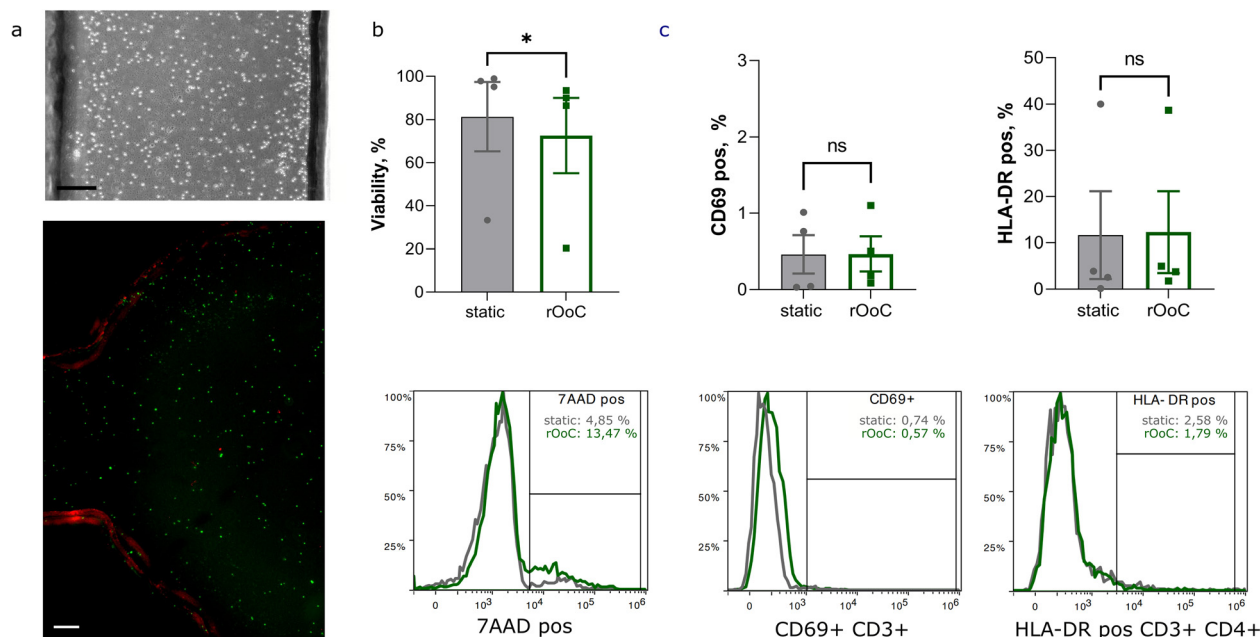 a
b
c
*
Viability, %
100
80
60
40
20
0
static
rOoC
ns
CD69 pos, %
3
2
1
0
static
rOoC
ns
HLA-DR pos, %
50
40
30
20
10
0
static
rOoC
100%
75%
50%
25%
7AAD pos
static: 4,85 %
rOoC: 13,47 %
0
10³
10⁴
10⁵
10⁶
7AAD pos
100%
75%
50%
25%
CD69+
static: 0,74 %
rOoC: 0,57 %
0
10³
10⁴
10⁵
10⁶
CD69+ CD3+
100%
75%
50%
25%
HLA- DR pos
static: 2,58 %
rOoC: 1,79 %
0
10³
10⁴
10⁵
10⁶
HLA-DR pos CD3+ CD4+